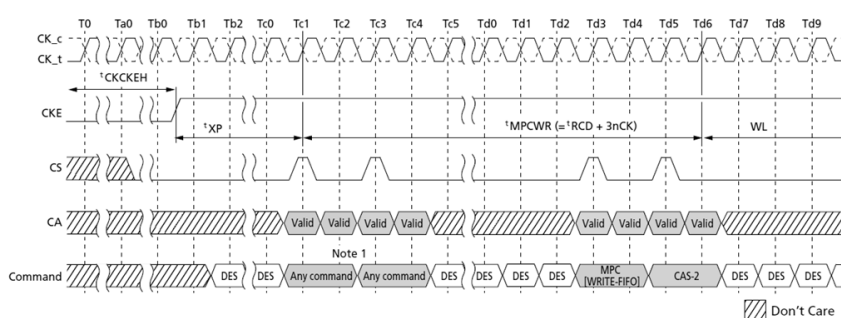 T0 Ta0 Tb0 Tb1 Tb2 Tc0 Tc1 Tc2 Tc3 Tc4 Tc5 Td0 Td1 Td2 Td3 Td4 Td5 Td6 Td7 Td8 Td9
CK_c
CK_t
tCKCKEH
CKE
tXP tMPCWR (= tRCD + 3nCK) WL
CS
CA Valid Valid Valid Valid Valid Valid Valid Valid
Note 1
Command DES DES Any command Any command DES DES DES DES MPC [WRITE-FIFO] CAS-2 DES DES DES
Don't Care